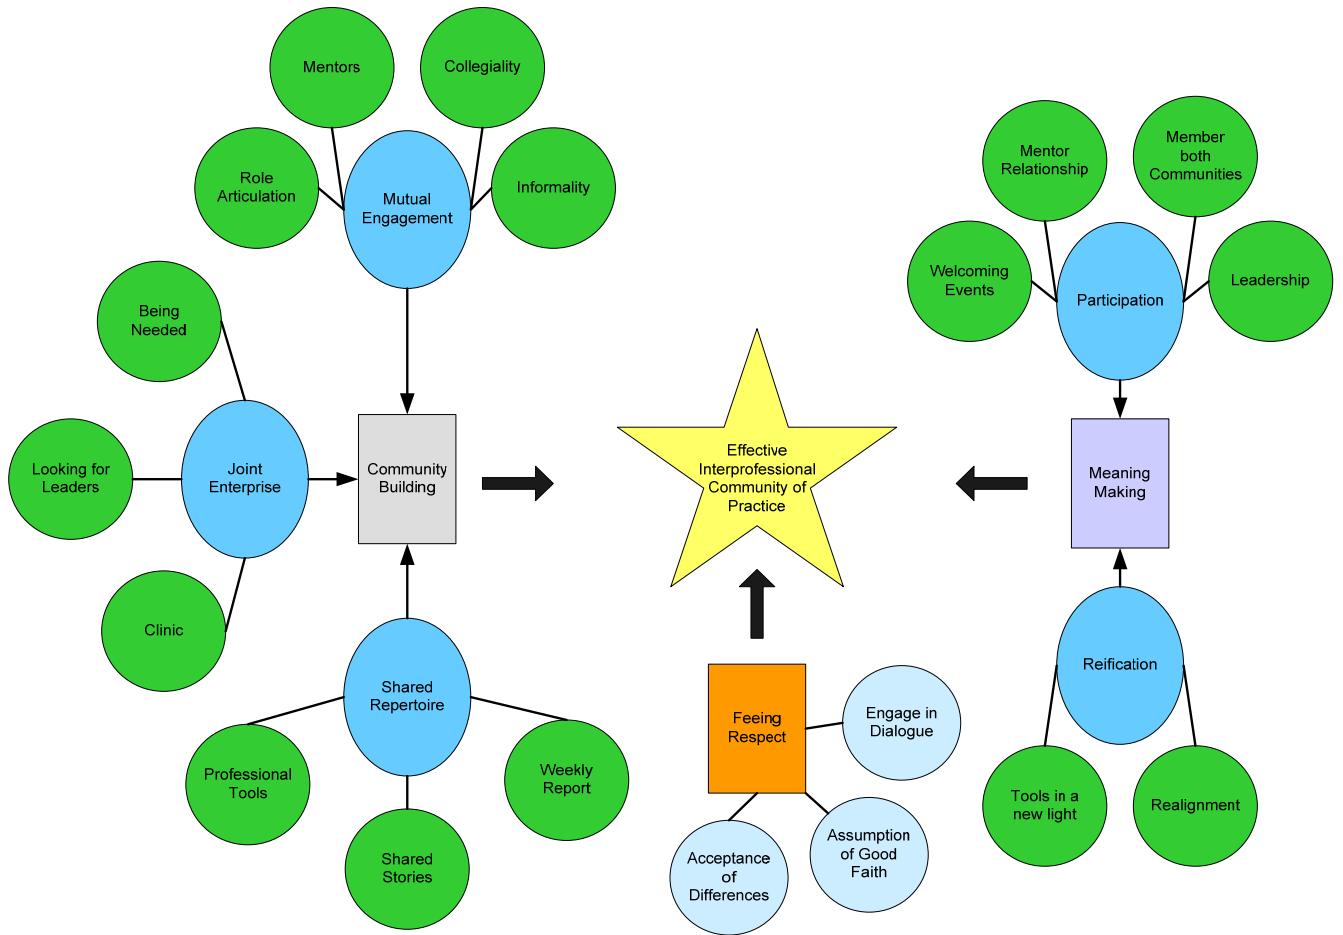 Mentors
Collegiality
Role
Articulation
Informality
Mutual
Engagement
Being
Needed
Looking for
Leaders
Joint
Enterprise
Clinic
Community
Building
Shared
Repertoire
Professional
Tools
Shared
Stories
Weekly
Report
Effective
Interprofessional
Community of
Practice
Feeing
Respect
Engage in
Dialogue
Assumption
of Good
Faith
Acceptance
of
Differences
Mentor
Relationship
Member
both
Communities
Welcoming
Events
Leadership
Participation
Meaning
Making
Reification
Tools in a
new light
Realignment